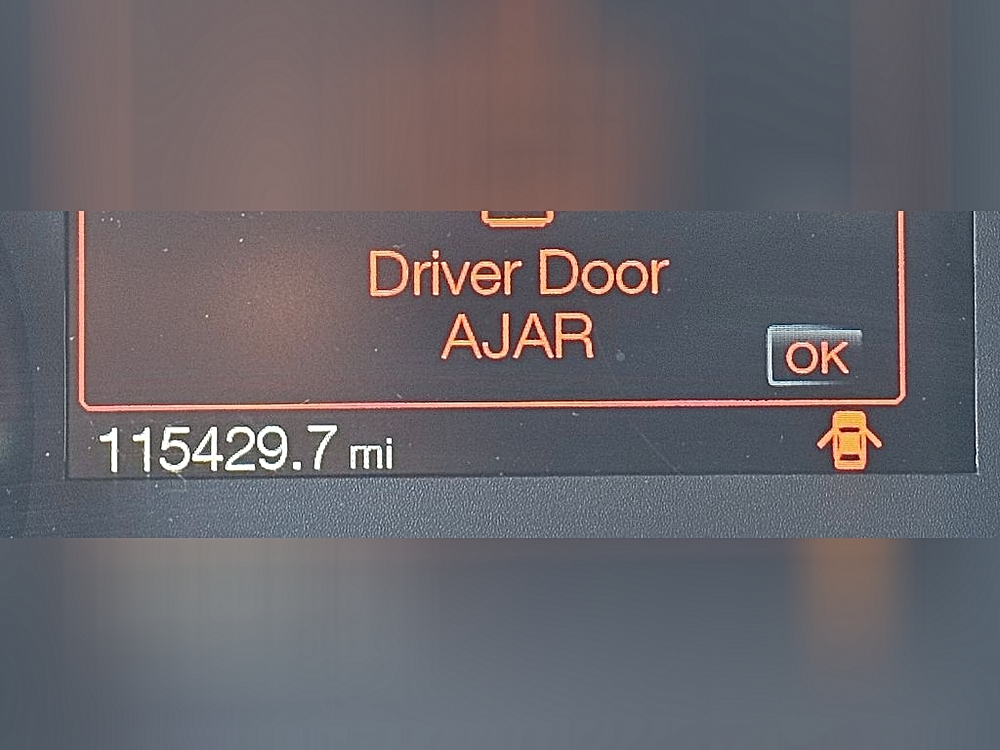 Driver Door
AJAR
OK
115429.7 mi